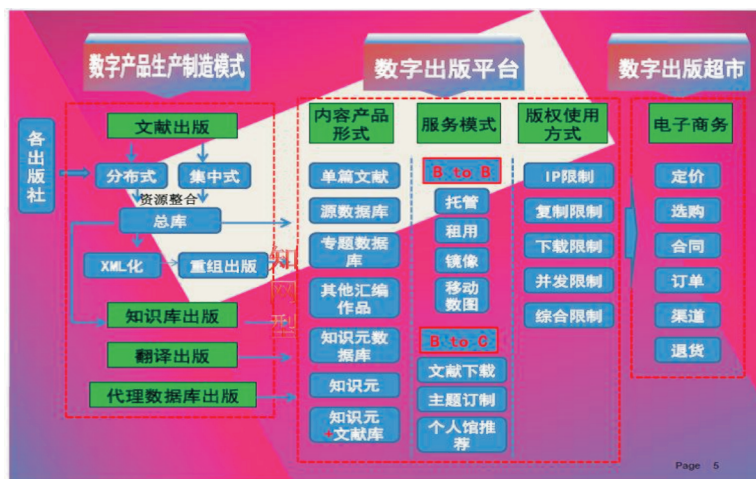 数字产品生产制造模式
数字出版平台
数字出版超市
各
出
版
社
文献出版
分布式
集中式
资源整合
总库
XML化
重组出版
知识库出版
翻译出版
代理数据库出版
知
网
型
内容产品
形式
单篇文献
源数据库
专题数据
库
其他汇编
作品
知识元数
据库
知识元
知识元
+文献库
服务模式
B to B
托管
租用
镜像
移动
数图
B to C
文献下载
主题订制
个人馆推
荐
版权使用
方式
IP限制
复制限制
下载限制
并发限制
综合限制
电子商务
定价
选购
合同
订单
渠道
退货
Page 5